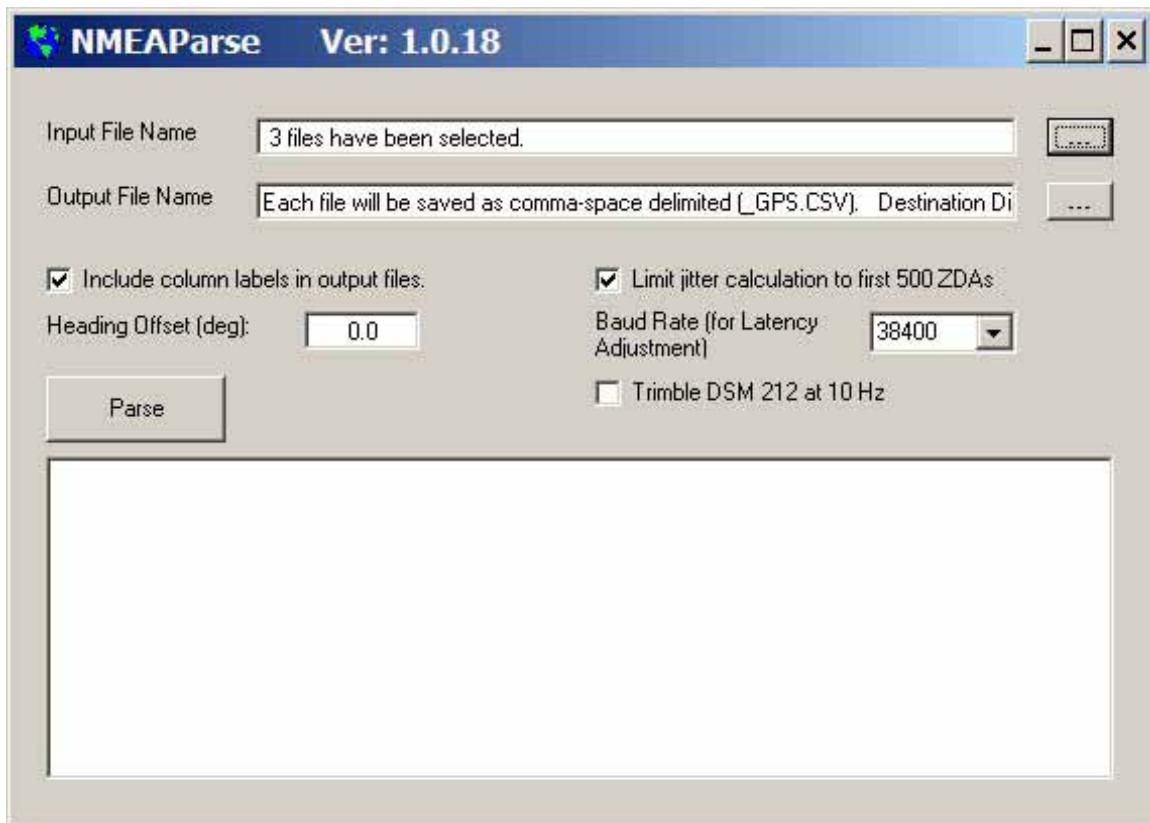 NMEAParse Ver: 1.0.18
Input File Name
3 files have been selected.
...
Output File Name
Each file will be saved as comma-space delimited (_GPS.CSV). Destination Di
...
Include column labels in output files.
Limit jitter calculation to first 500 ZDAs
Heading Offset (deg):
0.0
Baud Rate (for Latency
Adjustment)
38400
Parse
Trimble DSM 212 at 10 Hz